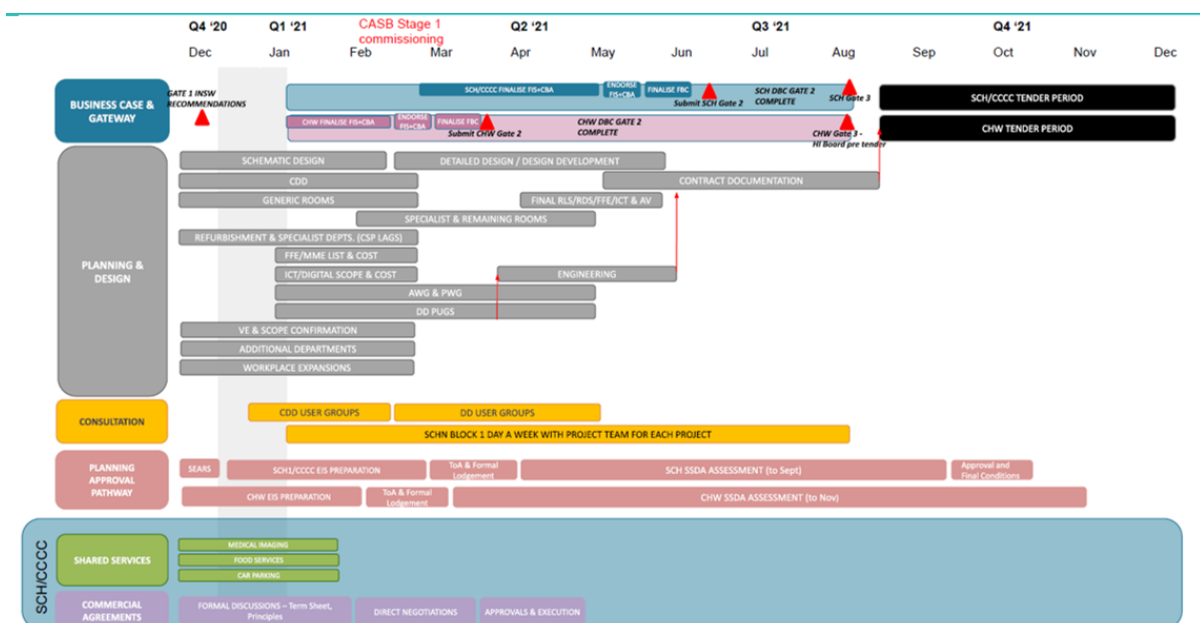 Q4 ‘20 Q1 ‘21 CASB Stage 1 Q2 ‘21 Q3 ‘21 Q4 ‘21
commissioning
Dec Jan Feb Mar Apr May Jun Jul Aug Sep Oct Nov Dec
BUSINESS CASE &
GATEWAY
GATE 1 INSW
RECOMMENDATIONS
SCH/CCCC FINALISE FIS+CBA
ENDORSE
FIS+CBA
FINALISE FBC
Submit SCH Gate 2
SCH DBC GATE 2
COMPLETE
SCH Gate 3
SCH/CCCC TENDER PERIOD
CHW FINALISE FIS+CBA
ENDORSE
FIS+CBA
FINALISE FBC
Submit CHW Gate 2
CHW DBC GATE 2
COMPLETE
CHW Gate 3 -
HI Board pre tender
CHW TENDER PERIOD
PLANNING &
DESIGN
SCHEMATIC DESIGN
DETAILED DESIGN / DESIGN DEVELOPMENT
CDD
CONTRACT DOCUMENTATION
GENERIC ROOMS
FINAL RLS/RDS/FFE/ICT & AV
SPECIALIST & REMAINING ROOMS
REFURBISHMENT & SPECIALIST DEPTS. (CSP LAGS)
FFE/MME LIST & COST
ICT/DIGITAL SCOPE & COST
ENGINEERING
AWG & PWG
DD PUGS
VE & SCOPE CONFIRMATION
ADDITIONAL DEPARTMENTS
WORKPLACE EXPANSIONS
CONSULTATION
CDD USER GROUPS
DD USER GROUPS
SCHN BLOCK 1 DAY A WEEK WITH PROJECT TEAM FOR EACH PROJECT
PLANNING
APPROVAL
PATHWAY
SEARS
SCH1/CCCC EIS PREPARATION
ToA & Formal
Lodgement
SCH SSDA ASSESSMENT (to Sept)
Approval and
Final Conditions
CHW EIS PREPARATION
ToA & Formal
Lodgement
CHW SSDA ASSESSMENT (to Nov)
SCH/CCCC
SHARED SERVICES
MEDICAL IMAGING
FOOD SERVICES
CAR PARKING
COMMERCIAL
AGREEMENTS
FORMAL DISCUSSIONS – Term Sheet,
Principles
DIRECT NEGOTIATIONS
APPROVALS & EXECUTION